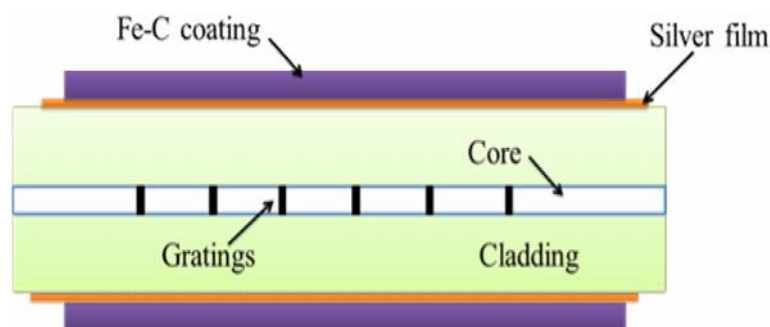 Fe-C coating
Silver film
Core
Gratings
Cladding